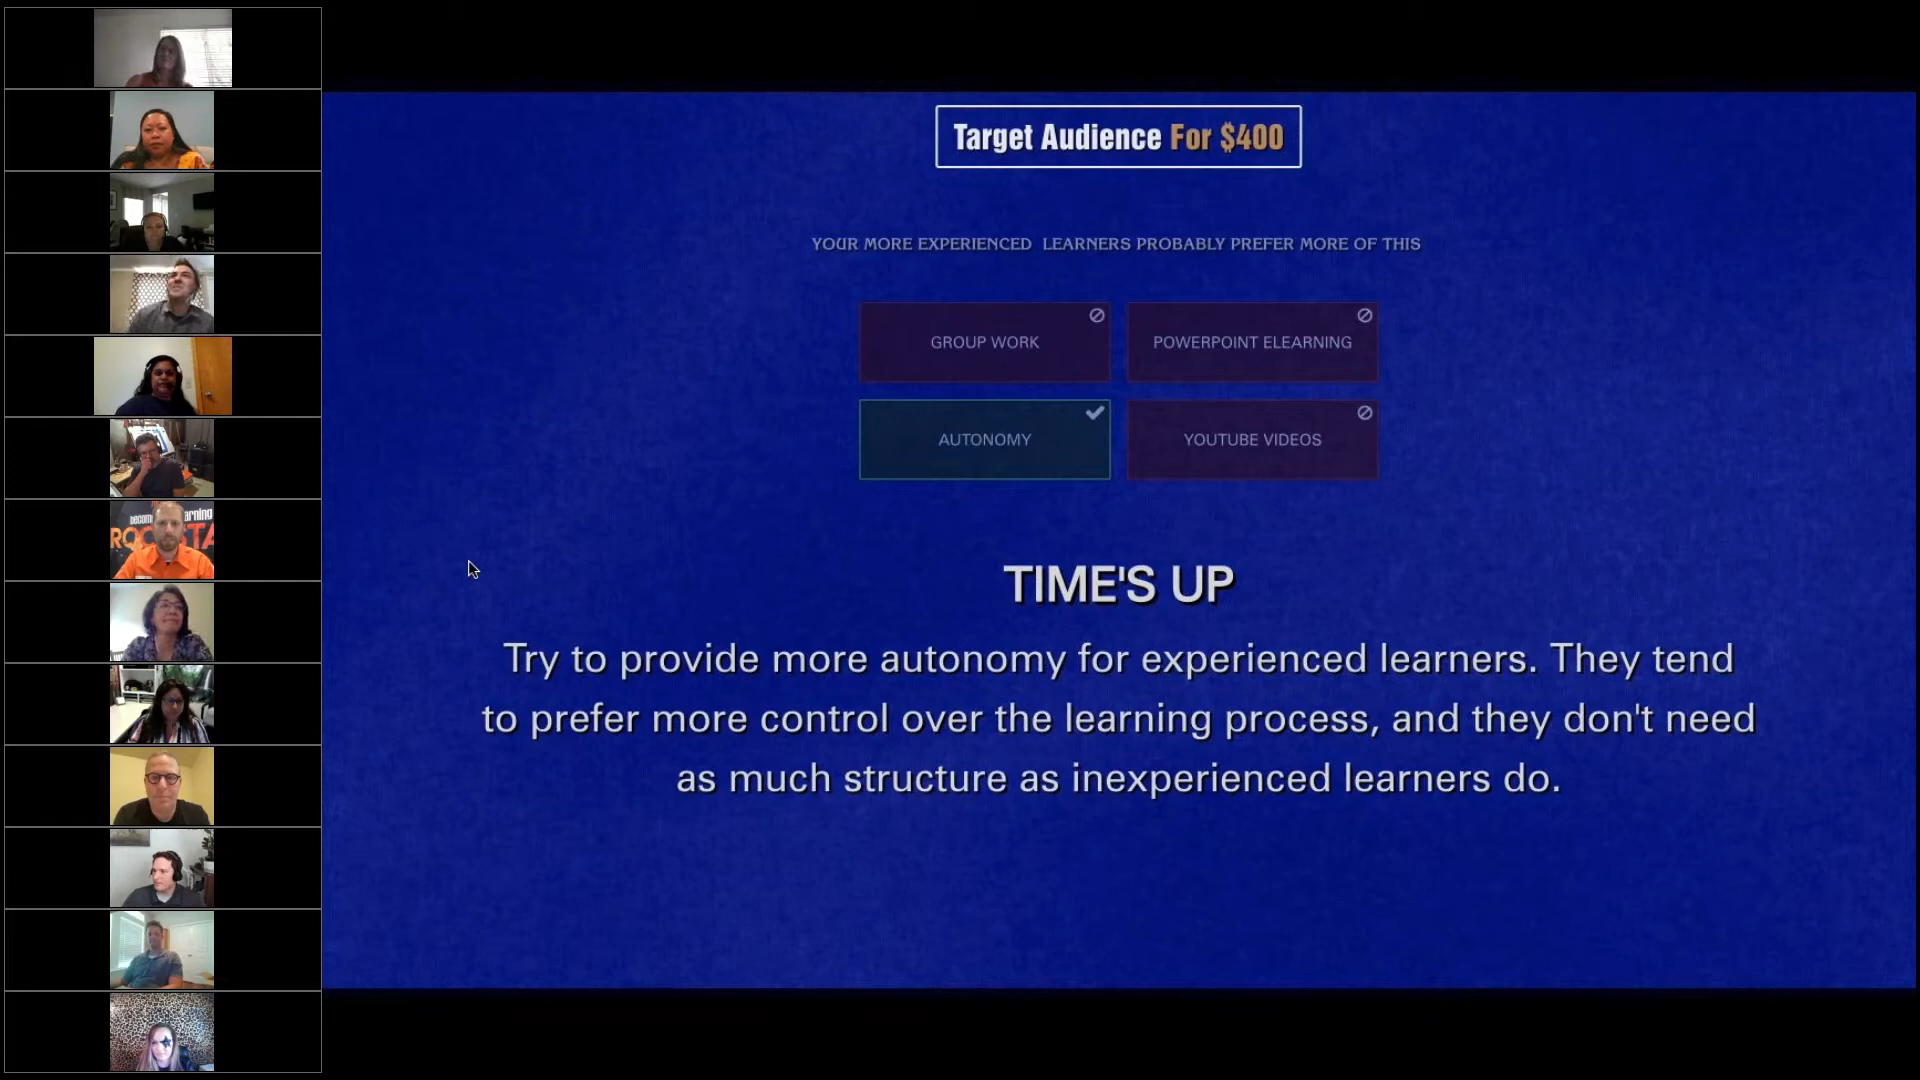 Target Audience For $400
YOUR MORE EXPERIENCED LEARNERS PROBABLY PREFER MORE OF THIS
GROUP WORK
POWERPOINT ELEARNING
AUTONOMY
YOUTUBE VIDEOS
TIME'S UP
Try to provide more autonomy for experienced learners. They tend
to prefer more control over the learning process, and they don't need
as much structure as inexperienced learners do.